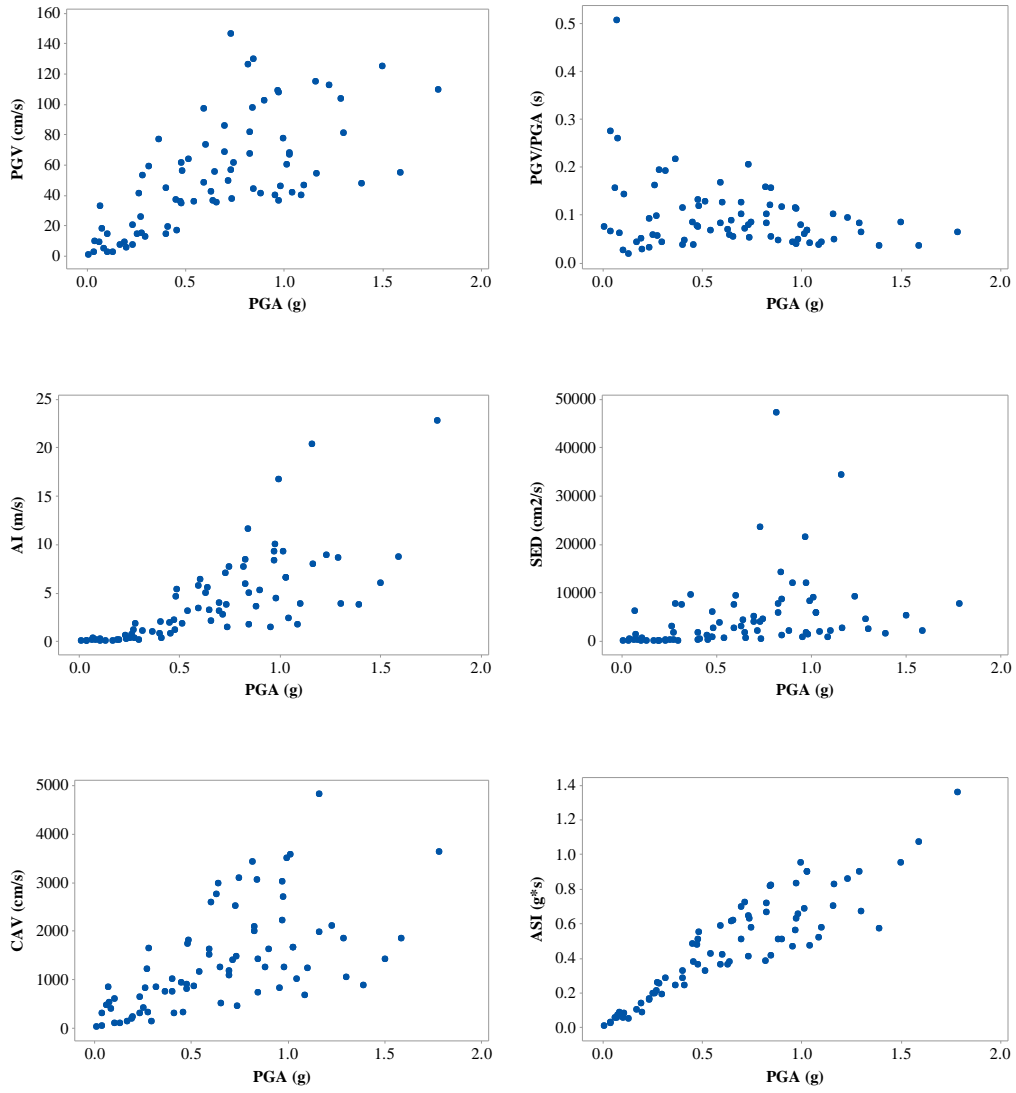 160
140
120
100
80
60
40
20
0
PGV (cm/s)
0.0 0.5 1.0 1.5 2.0
PGA (g)
0.5
0.4
0.3
0.2
0.1
0.0
PGV/PGA (s)
0.0 0.5 1.0 1.5 2.0
PGA (g)
25
20
15
10
5
0
AI (m/s)
0.0 0.5 1.0 1.5 2.0
PGA (g)
50000
40000
30000
20000
10000
0
SED (cm2/s)
0.0 0.5 1.0 1.5 2.0
PGA (g)
5000
4000
3000
2000
1000
0
CAV (cm/s)
0.0 0.5 1.0 1.5 2.0
PGA (g)
1.4
1.2
1.0
0.8
0.6
0.4
0.2
0.0
ASI (g*s)
0.0 0.5 1.0 1.5 2.0
PGA (g)